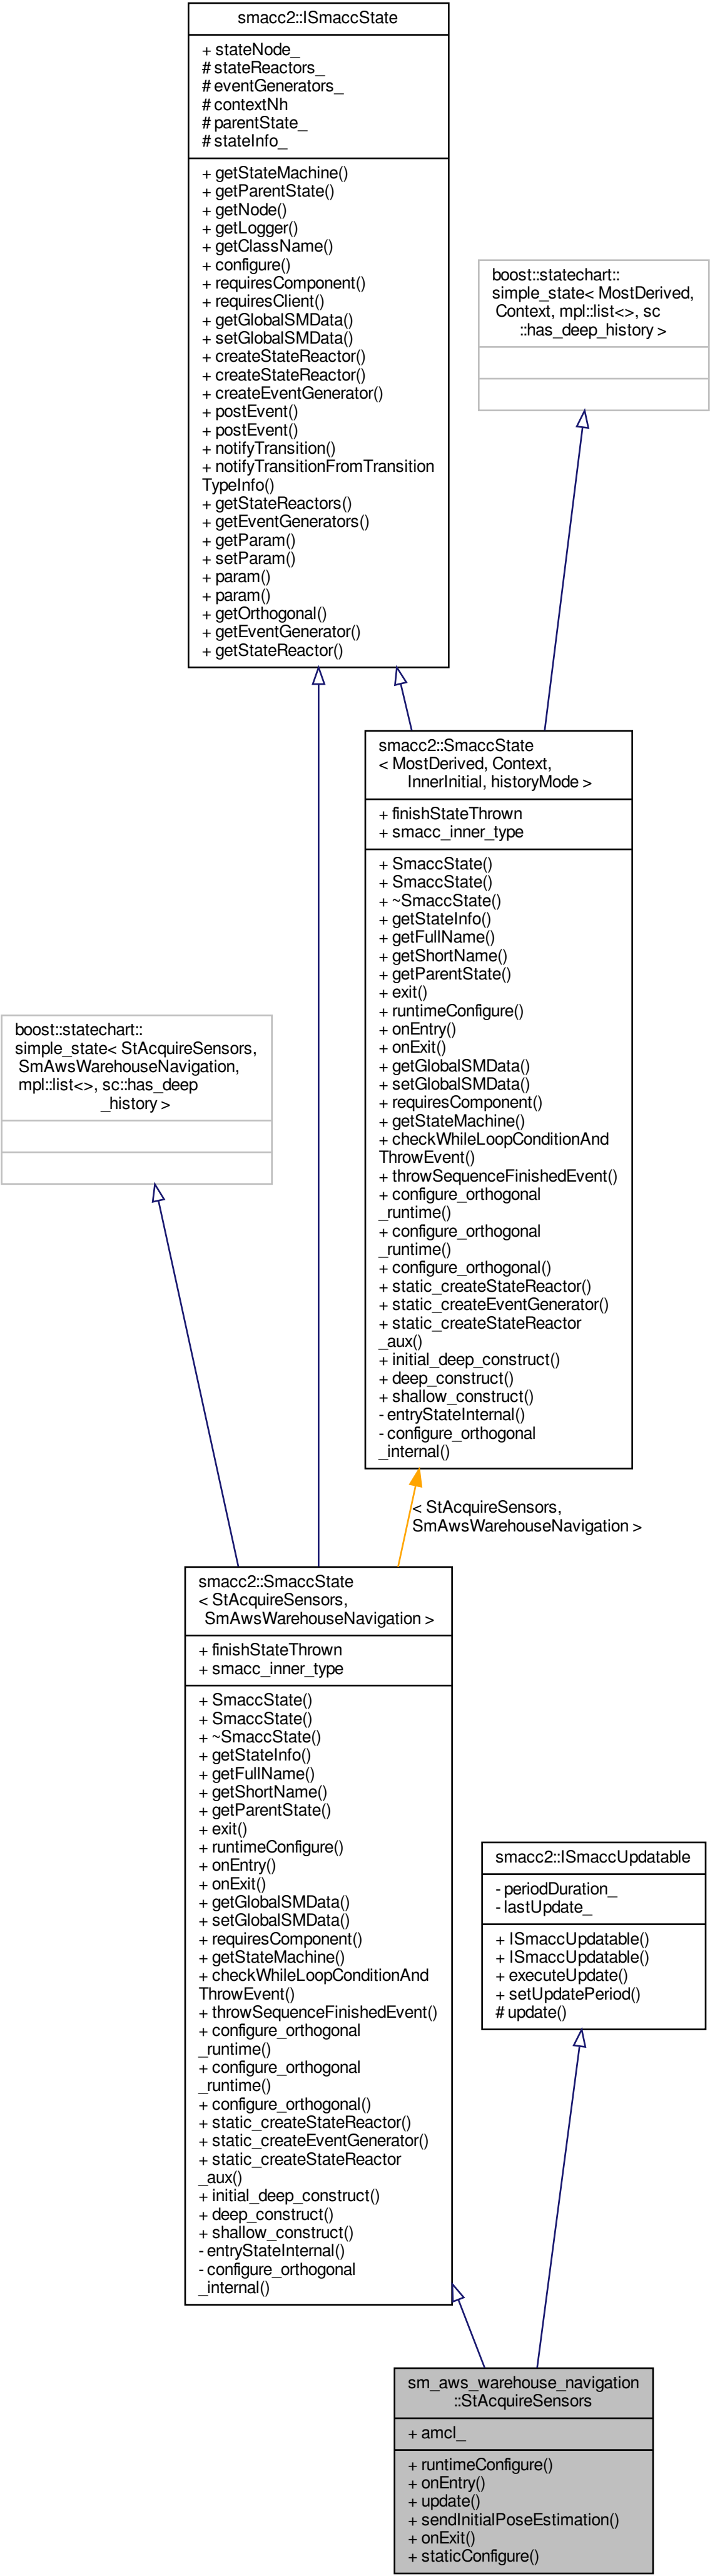 smacc2::ISmaccState
+ stateNode_
# stateReactors_
# eventGenerators_
# contextNh
# parentState_
# stateInfo_
+ getStateMachine()
+ getParentState()
+ getNode()
+ getLogger()
+ getClassName()
+ configure()
+ requiresComponent()
+ requiresClient()
+ getGlobalSMData()
+ setGlobalSMData()
+ createStateReactor()
+ createStateReactor()
+ createEventGenerator()
+ postEvent()
+ postEvent()
+ notifyTransition()
+ notifyTransitionFromTransition
TypeInfo()
+ getStateReactors()
+ getEventGenerators()
+ getParam()
+ setParam()
+ param()
+ param()
+ getOrthogonal()
+ getEventGenerator()
+ getStateReactor()
boost::statechart::
simple_state< MostDerived,
Context, mpl::list<>, sc
::has_deep_history >
smacc2::SmaccState
< MostDerived, Context,
InnerInitial, historyMode >
+ finishStateThrown
+ smacc_inner_type
+ SmaccState()
+ SmaccState()
+ ~SmaccState()
+ getStateInfo()
+ getFullName()
+ getShortName()
+ getParentState()
+ exit()
+ runtimeConfigure()
+ onEntry()
+ onExit()
+ getGlobalSMData()
+ setGlobalSMData()
+ requiresComponent()
+ getStateMachine()
+ checkWhileLoopConditionAnd
ThrowEvent()
+ throwSequenceFinishedEvent()
+ configure_orthogonal
_runtime()
+ configure_orthogonal
_runtime()
+ configure_orthogonal()
+ static_createStateReactor()
+ static_createEventGenerator()
+ static_createStateReactor
_aux()
+ initial_deep_construct()
+ deep_construct()
+ shallow_construct()
- entryStateInternal()
- configure_orthogonal
_internal()
boost::statechart::
simple_state< StAcquireSensors,
SmAwsWarehouseNavigation,
mpl::list<>, sc::has_deep
_history >
< StAcquireSensors,
SmAwsWarehouseNavigation >
smacc2::SmaccState
< StAcquireSensors,
SmAwsWarehouseNavigation >
+ finishStateThrown
+ smacc_inner_type
+ SmaccState()
+ SmaccState()
+ ~SmaccState()
+ getStateInfo()
+ getFullName()
+ getShortName()
+ getParentState()
+ exit()
+ runtimeConfigure()
+ onEntry()
+ onExit()
+ getGlobalSMData()
+ setGlobalSMData()
+ requiresComponent()
+ getStateMachine()
+ checkWhileLoopConditionAnd
ThrowEvent()
+ throwSequenceFinishedEvent()
+ configure_orthogonal
_runtime()
+ configure_orthogonal
_runtime()
+ configure_orthogonal()
+ static_createStateReactor()
+ static_createEventGenerator()
+ static_createStateReactor
_aux()
+ initial_deep_construct()
+ deep_construct()
+ shallow_construct()
- entryStateInternal()
- configure_orthogonal
_internal()
smacc2::ISmaccUpdatable
- periodDuration_
- lastUpdate_
+ ISmaccUpdatable()
+ ISmaccUpdatable()
+ executeUpdate()
+ setUpdatePeriod()
# update()
sm_aws_warehouse_navigation
::StAcquireSensors
+ amcl_
+ runtimeConfigure()
+ onEntry()
+ update()
+ sendInitialPoseEstimation()
+ onExit()
+ staticConfigure()